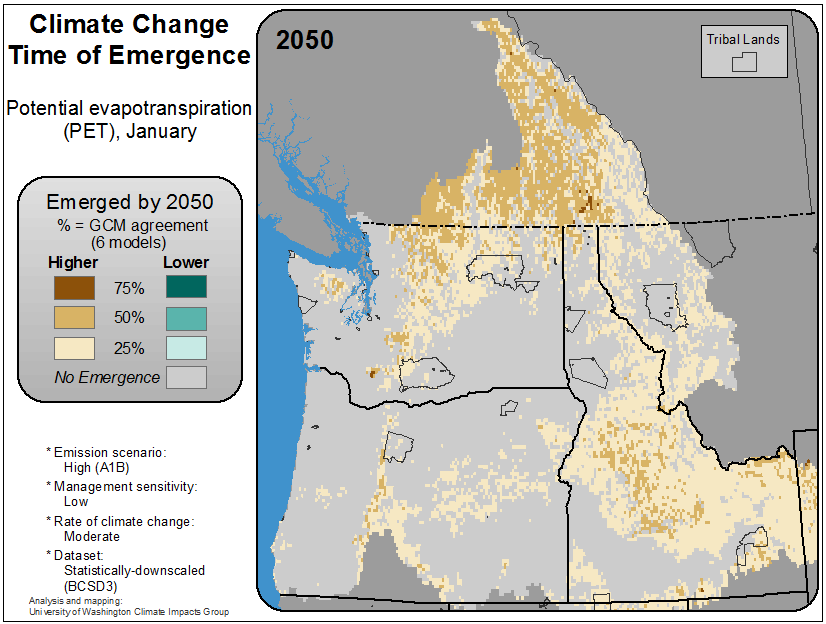 Climate Change
Time of Emergence
Potential evapotranspiration
(PET), January
Emerged by 2050
% = GCM agreement
(6 models)
Higher Lower
75%
50%
25%
No Emergence
* Emission scenario:
High (A1B)
* Management sensitivity:
Low
* Rate of climate change:
Moderate
* Dataset:
Statistically-downscaled
(BCSD3)
Analysis and mapping:
University of Washington Climate Impacts Group
2050
Tribal Lands